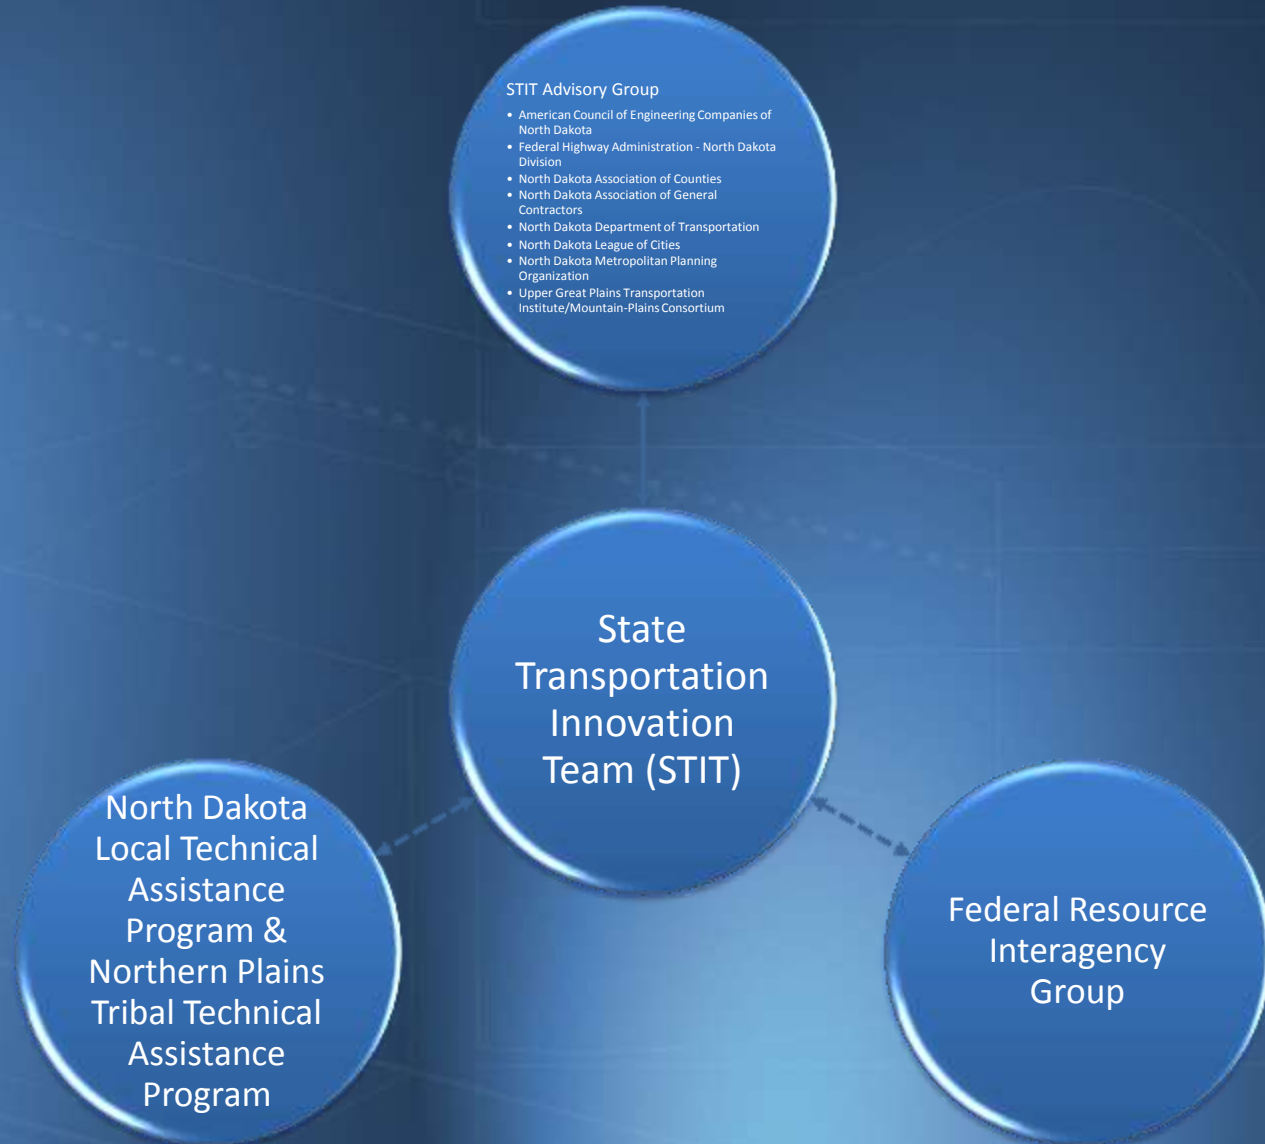 STIT Advisory Group
• American Council of Engineering Companies of
North Dakota
• Federal Highway Administration - North Dakota
Division
• North Dakota Association of Counties
• North Dakota Association of General
Contractors
• North Dakota Department of Transportation
• North Dakota League of Cities
• North Dakota Metropolitan Planning
Organization
• Upper Great Plains Transportation
Institute/Mountain-Plains Consortium
State
Transportation
Innovation
Team (STIT)
North Dakota
Local Technical
Assistance
Program &
Northern Plains
Tribal Technical
Assistance
Program
Federal Resource
Interagency
Group